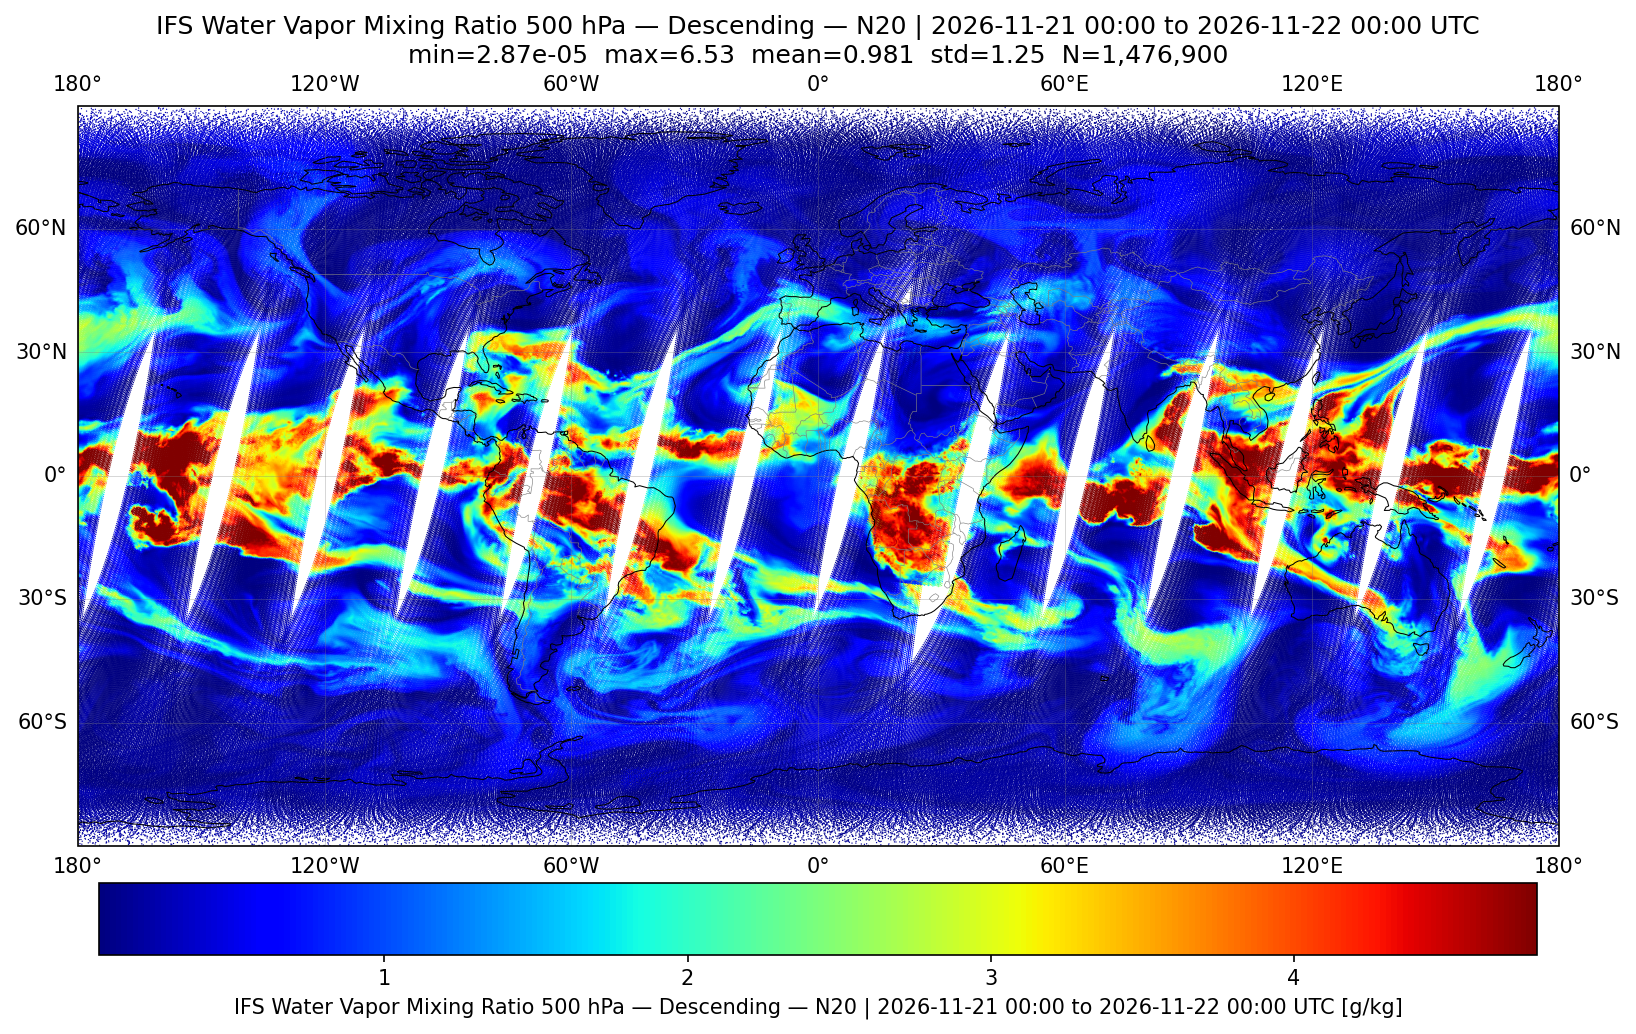 IFS Water Vapor Mixing Ratio 500 hPa — Descending — N20 | 2026-11-21 00:00 to 2026-11-22 00:00 UTC
min=2.87e-05  max=6.53  mean=0.981  std=1.25  N=1,476,900
180° 120°W 60°W 0° 60°E 120°E 180°
60°N 60°N
30°N 30°N
0° 0°
30°S 30°S
60°S 60°S
180° 120°W 60°W 0° 60°E 120°E 180°
1 2 3 4
IFS Water Vapor Mixing Ratio 500 hPa — Descending — N20 | 2026-11-21 00:00 to 2026-11-22 00:00 UTC [g/kg]